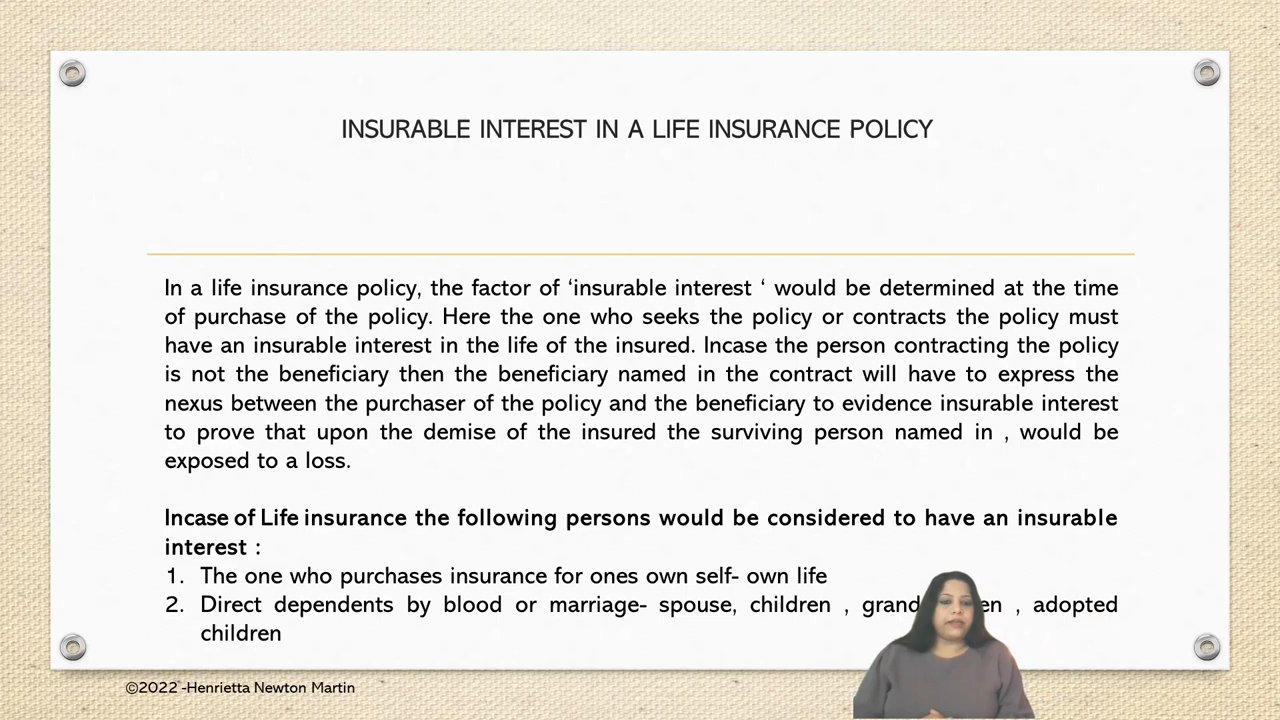 INSURABLE INTEREST IN A LIFE INSURANCE POLICY
In a life insurance policy, the factor of ‘insurable interest ‘ would be determined at the time
of purchase of the policy. Here the one who seeks the policy or contracts the policy must
have an insurable interest in the life of the insured. Incase the person contracting the policy
is not the beneficiary then the beneficiary named in the contract will have to express the
nexus between the purchaser of the policy and the beneficiary to evidence insurable interest
to prove that upon the demise of the insured the surviving person named in , would be
exposed to a loss.
Incase of Life insurance the following persons would be considered to have an insurable
interest :
1. The one who purchases insurance for ones own self- own life
2. Direct dependents by blood or marriage- spouse, children , , adopted
children
©2022 -Henrietta Newton Martin